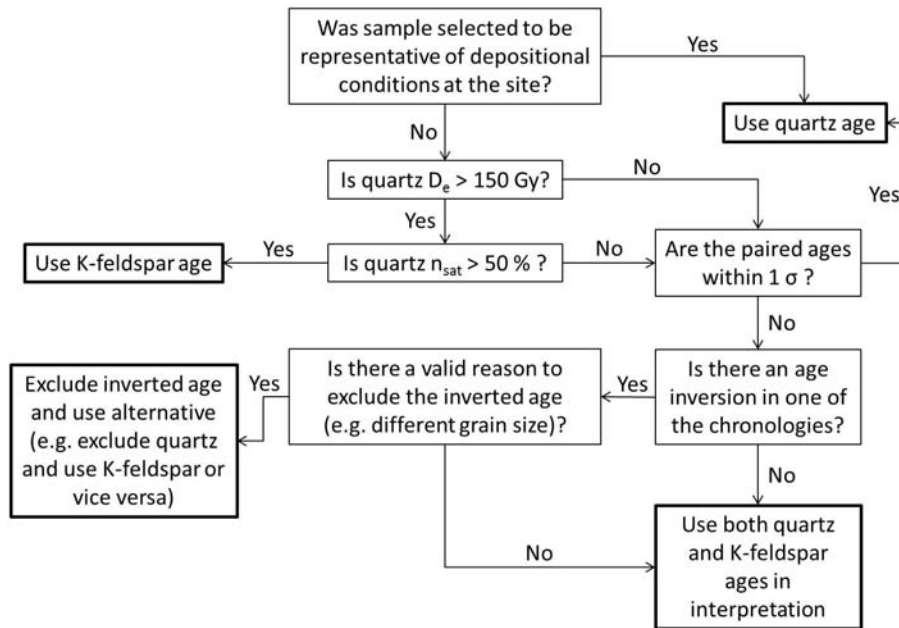 Was sample selected to be
representative of depositional
conditions at the site?
Yes
No
Use quartz age
Is quartz De > 150 Gy?
No
Yes
Yes
Use K-feldspar age
Yes
Is quartz nsat > 50 % ?
No
Are the paired ages
within 1 σ ?
No
Exclude inverted age
and use alternative
(e.g. exclude quartz
and use K-feldspar or
vice versa)
Yes
Is there a valid reason to
exclude the inverted age
(e.g. different grain size)?
Yes
Is there an age
inversion in one of
the chronologies?
No
No
Use both quartz
and K-feldspar
ages in
interpretation